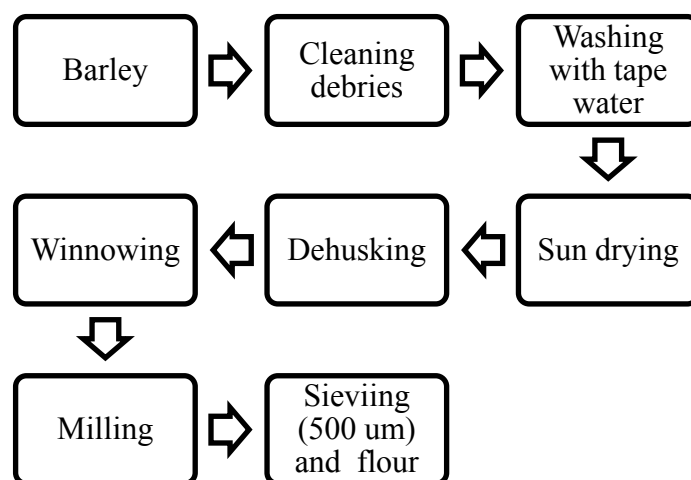 Barley
Cleaning
debries
Washing
with tape
water
Sun drying
Dehusking
Winnowing
Milling
Sieviing
(500 um)
and flour